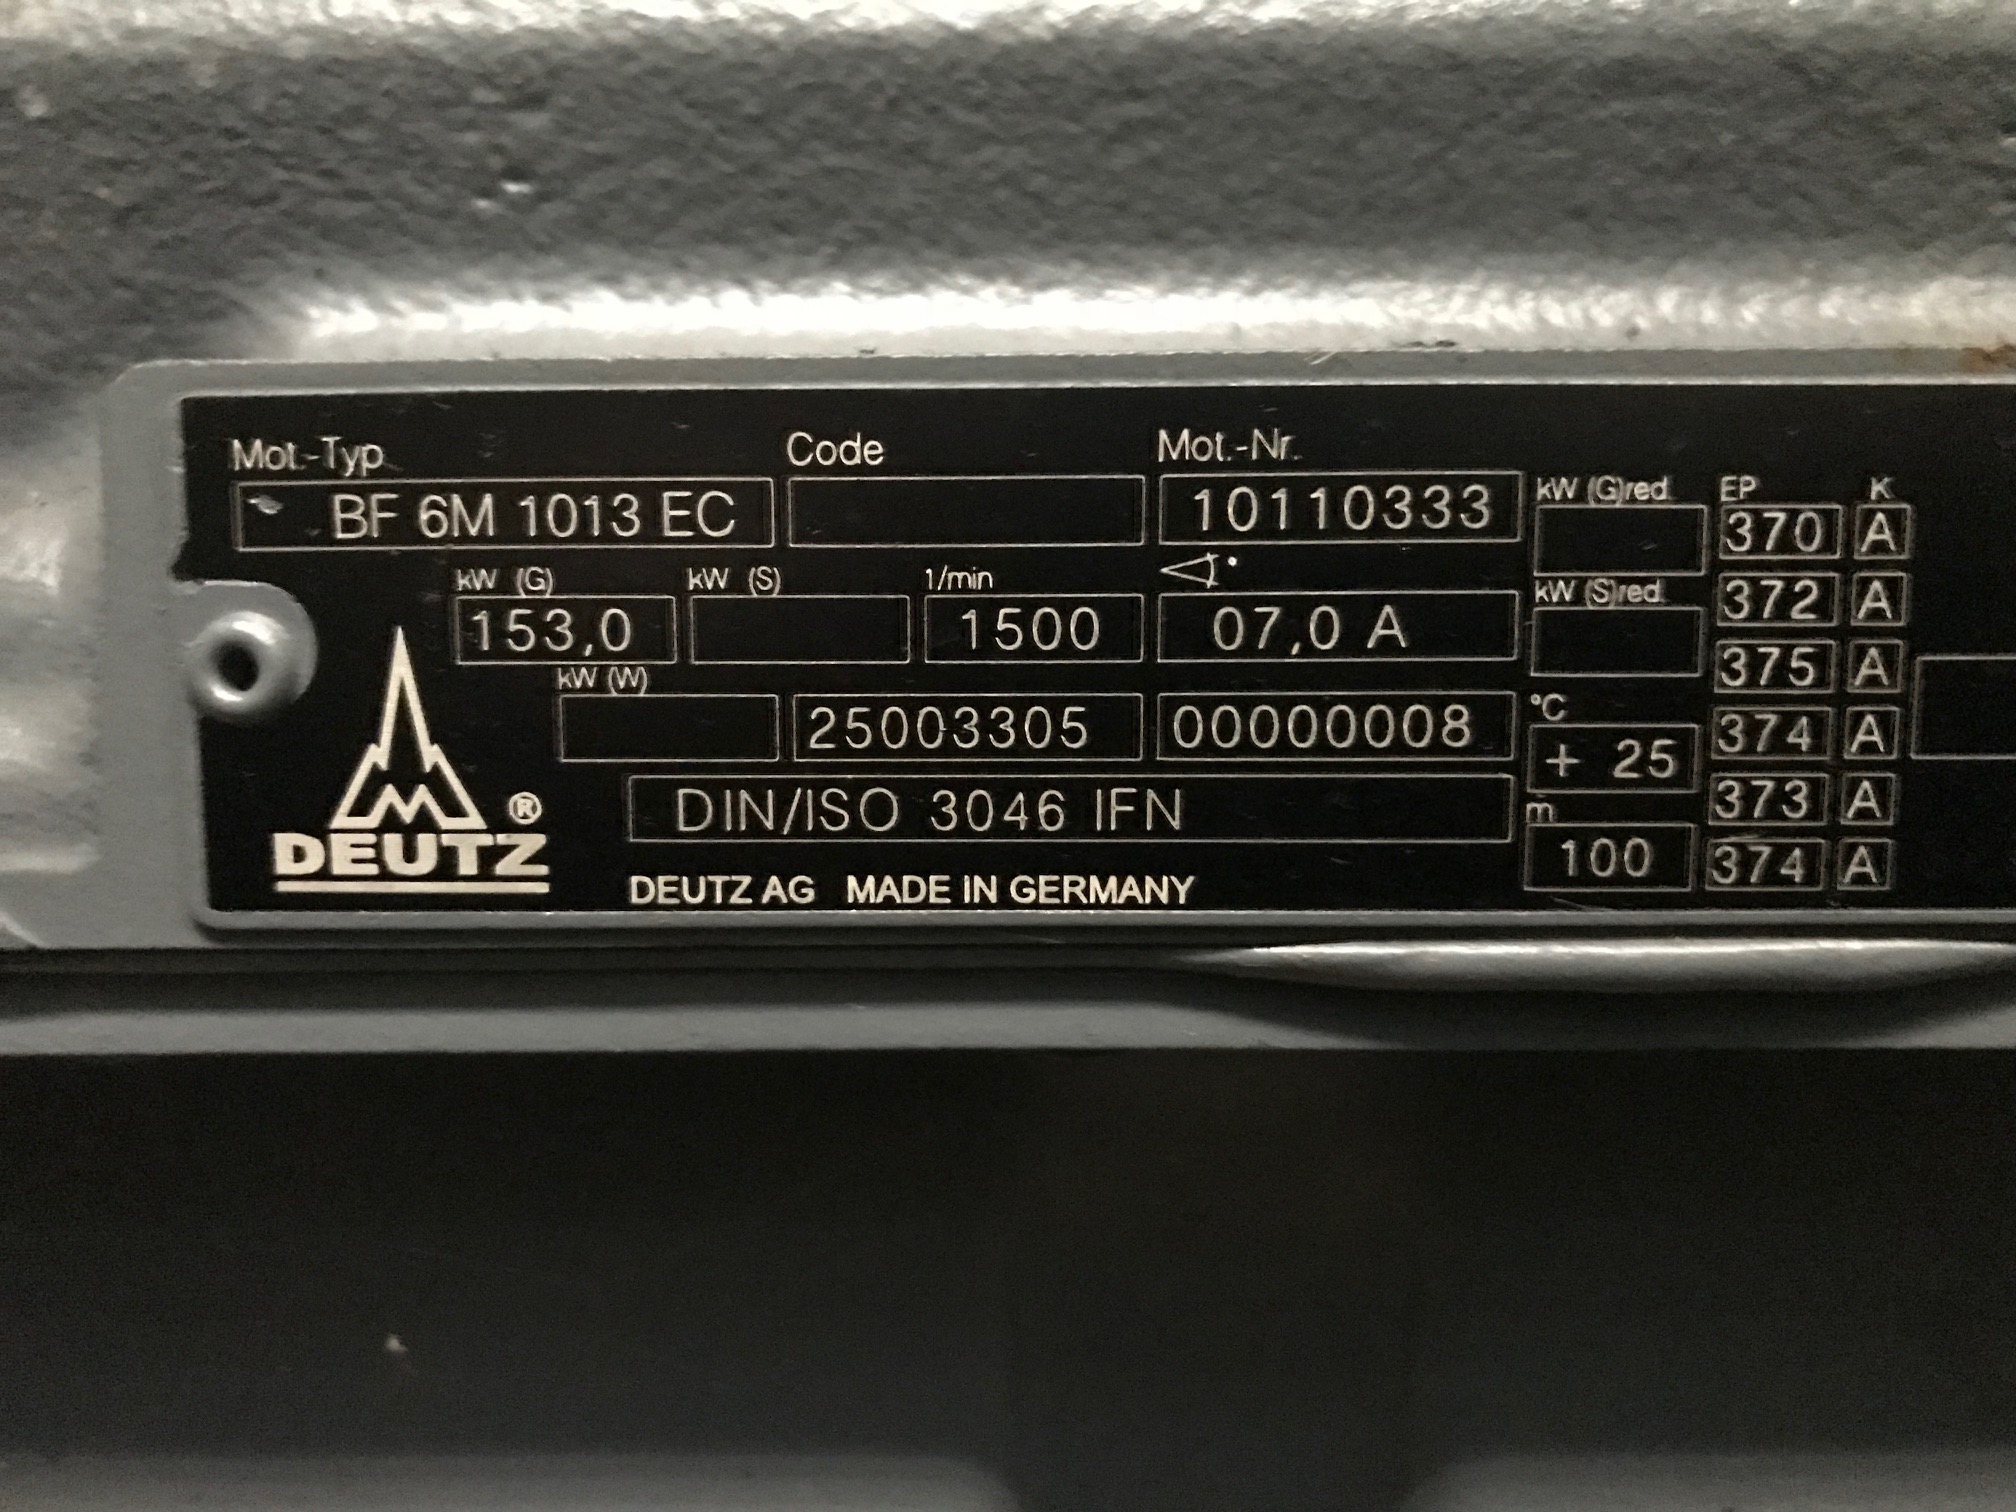 Mot.-Typ Code Mot.-Nr.
BF 6M 1013 EC 10110333
kW (G) kW (S) 1/min °
153,0 1500 07,0 A
kW (W)
25003305 00000008
DIN/ISO 3046 IFN
DEUTZ AG MADE IN GERMANY
DEUTZ ®
kW (G)red.
kW (S)red.
°C
+ 25
m
100
EP K
370 A
372 A
375 A
374 A
373 A
374 A